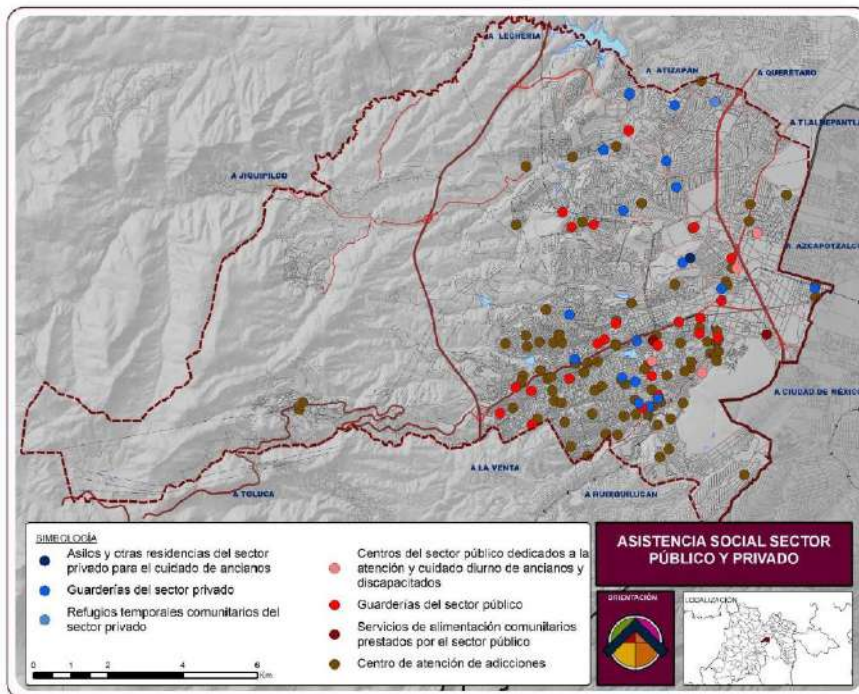 A LECHERIA
A ATIZAPÁN
A QUERÉTARO
A TLALNEPANTLA
A JIQUIPILCO
A AZCAPOTZALCO
A CIUDAD DE MÉXICO
A LA VENTA
A TOLUCA
A HUIXQUILUCAN
SIMBOLOGÍA
Asilos y otras residencias del sector
privado para el cuidado de ancianos
Guarderías del sector privado
Refugios temporales comunitarios del
sector privado
Centros del sector público dedicados a la
atención y cuidado diurno de ancianos y
discapacitados
Guarderías del sector público
Servicios de alimentación comunitarios
prestados por el sector público
Centro de atención de adicciones
0 2 4 6
Km
ASISTENCIA SOCIAL SECTOR
PÚBLICO Y PRIVADO
ORIENTACIÓN
LOCALIZACIÓN